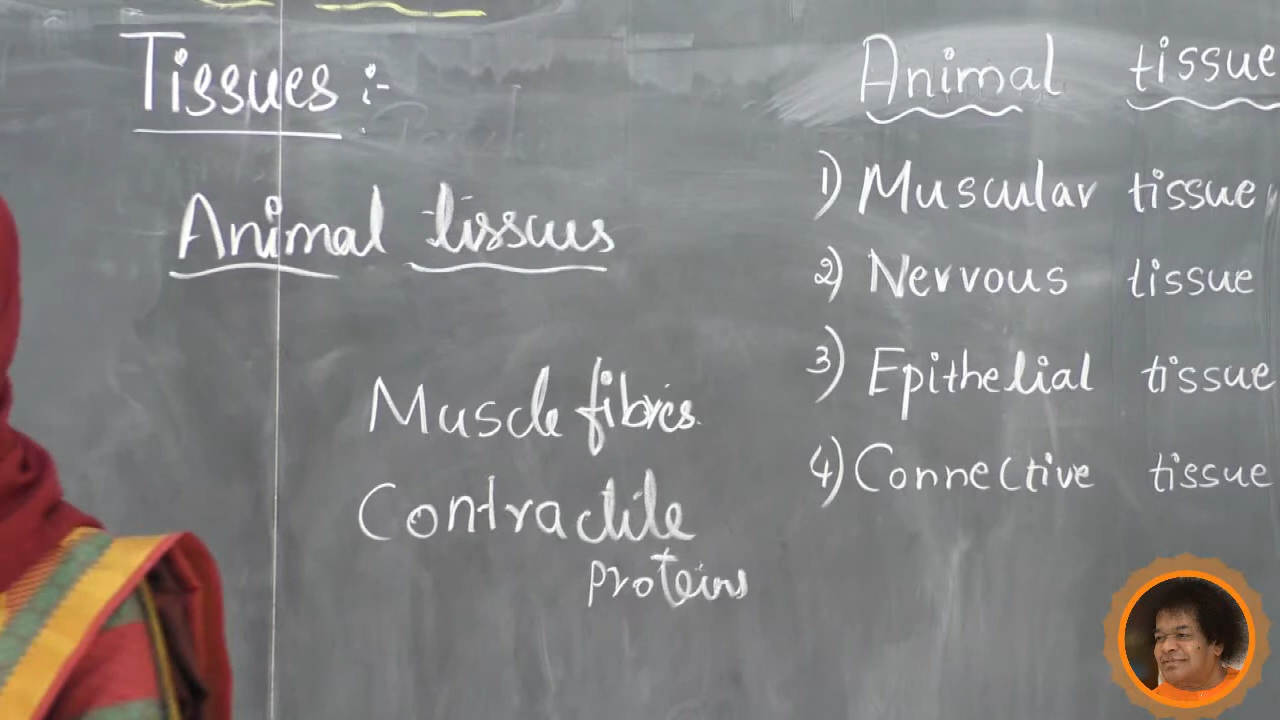 Tissues :-
Animal tissues
Muscle fibres.
Contractile
proteins
Animal tissue
1) Muscular tissue
2) Nervous tissue
3) Epithelial tissue
4) Connective tissue